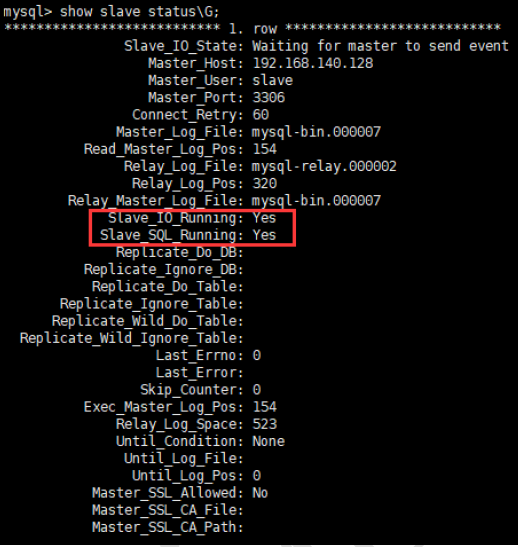 mysql> show slave status\G;
*************************** 1. row ***************************
Slave_IO_State: Waiting for master to send event
Master_Host: 192.168.140.128
Master_User: slave
Master_Port: 3306
Connect_Retry: 60
Master_Log_File: mysql-bin.000007
Read_Master_Log_Pos: 154
Relay_Log_File: mysql-relay.000002
Relay_Log_Pos: 320
Relay_Master_Log_File: mysql-bin.000007
Slave_IO_Running: Yes
Slave_SQL_Running: Yes
Replicate_Do_DB:
Replicate_Ignore_DB:
Replicate_Do_Table:
Replicate_Ignore_Table:
Replicate_Wild_Do_Table:
Replicate_Wild_Ignore_Table:
Last_Errno: 0
Last_Error:
Skip_Counter: 0
Exec_Master_Log_Pos: 154
Relay_Log_Space: 523
Until_Condition: None
Until_Log_File:
Until_Log_Pos: 0
Master_SSL_Allowed: No
Master_SSL_CA_File:
Master_SSL_CA_Path: